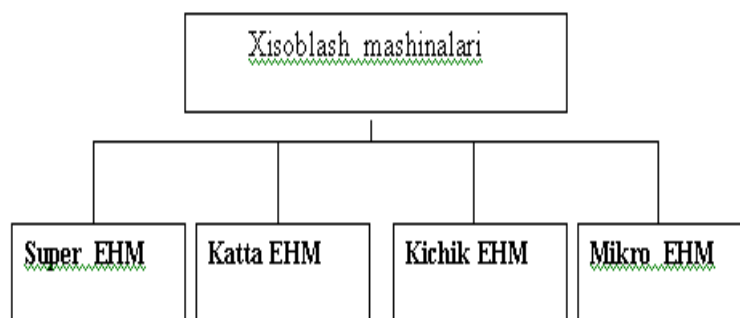 Xisoblash mashinalari
Super EHM
Katta EHM
Kichik EHM
Mikro EHM